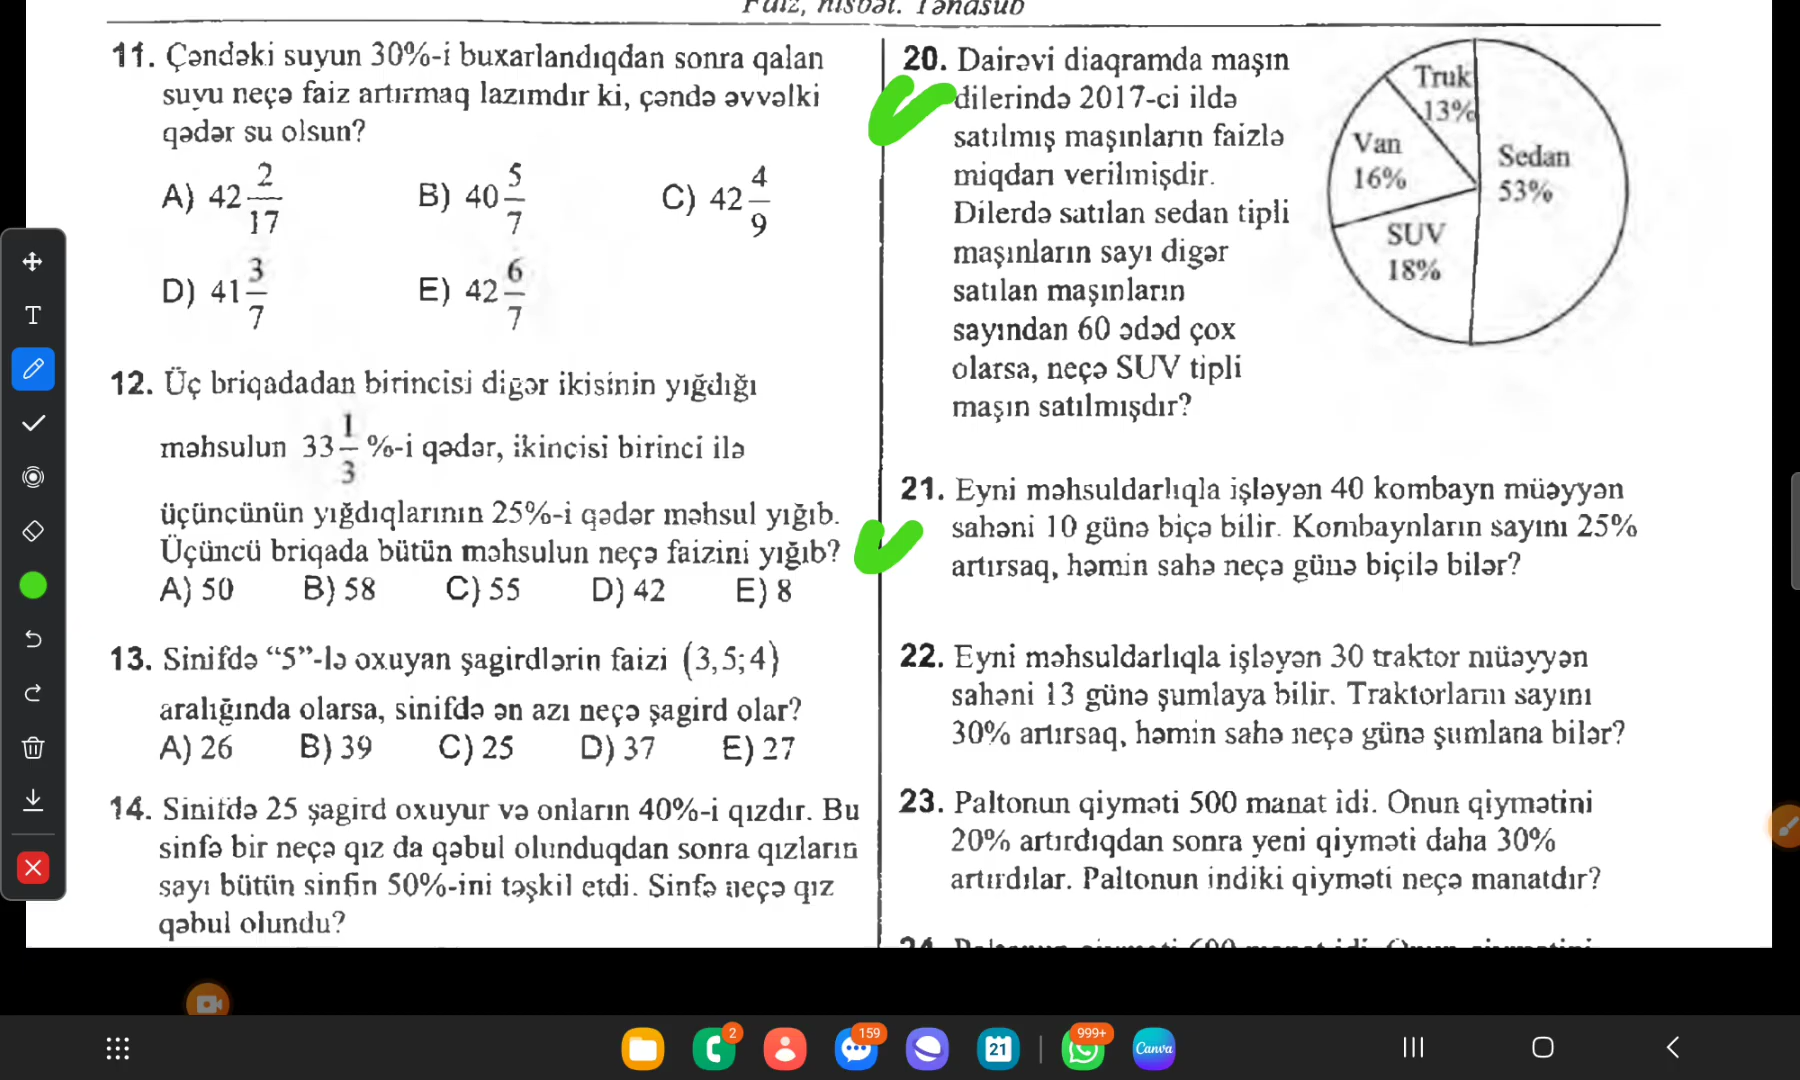 Faiz, nisbət. Tənasüb
11. Çəndəki suyun 30%-i buxarlandıqdan sonra qalan
suyu neçə faiz artırmaq lazımdır ki, çəndə əvvəlki
qədər su olsun?
A) 42 2/17 B) 40 5/7 C) 42 4/9
D) 41 3/7 E) 42 6/7
12. Üç briqadadan birincisi digər ikisinin yığdığı
məhsulun 33 1/3 %-i qədər, ikincisi birinci ilə
üçüncünün yığdıqlarının 25%-i qədər məhsul yığıb.
Üçüncü briqada bütün məhsulun neçə faizini yığıb?
A) 50 B) 58 C) 55 D) 42 E) 8
13. Sinifdə “5”-lə oxuyan şagirdlərin faizi (3,5;4)
aralığında olarsa, sinifdə ən azı neçə şagird olar?
A) 26 B) 39 C) 25 D) 37 E) 27
14. Sinifdə 25 şagird oxuyur və onların 40%-i qızdır. Bu
sinfə bir neçə qız da qəbul olunduqdan sonra qızların
sayı bütün sinfin 50%-ini təşkil etdi. Sinfə neçə qız
qəbul olundu?
20. Dairəvi diaqramda maşın
dilerində 2017-ci ildə
satılmış maşınların faizlə
miqdarı verilmişdir.
Dilerdə satılan sedan tipli
maşınların sayı digər
satılan maşınların
sayından 60 ədəd çox
olarsa, neçə SUV tipli
maşın satılmışdır?
Truk
13%
Van
16%
Sedan
53%
SUV
18%
21. Eyni məhsuldarlıqla işləyən 40 kombayn müəyyən
sahəni 10 günə biçə bilir. Kombaynların sayını 25%
artırsaq, həmin sahə neçə günə biçilə bilər?
22. Eyni məhsuldarlıqla işləyən 30 traktor müəyyən
sahəni 13 günə şumlaya bilir. Traktorların sayını
30% artırsaq, həmin sahə neçə günə şumlana bilər?
23. Paltonun qiyməti 500 manat idi. Onun qiymətini
20% artırdıqdan sonra yeni qiyməti daha 30%
artırdılar. Paltonun indiki qiyməti neçə manatdır?
24. Paltonun qiyməti 600 manat idi. Onun qiymətini
T
2
159
21
999+
Canva